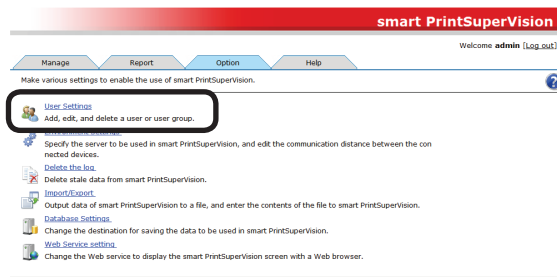 smart PrintSuperVision
Welcome admin [Log out]
Manage Report Option Help
Make various settings to enable the use of smart PrintSuperVision.
?
User Settings
Add, edit, and delete a user or user group.
Environment Settings
Specify the server to be used in smart PrintSuperVision, and edit the communication distance between the con
nected devices.
Delete the log
Delete stale data from smart PrintSuperVision.
Import/Export
Output data of smart PrintSuperVision to a file, and enter the contents of the file to smart PrintSuperVision.
Database Settings
Change the destination for saving the data to be used in smart PrintSuperVision.
Web Service setting
Change the Web service to display the smart PrintSuperVision screen with a Web browser.